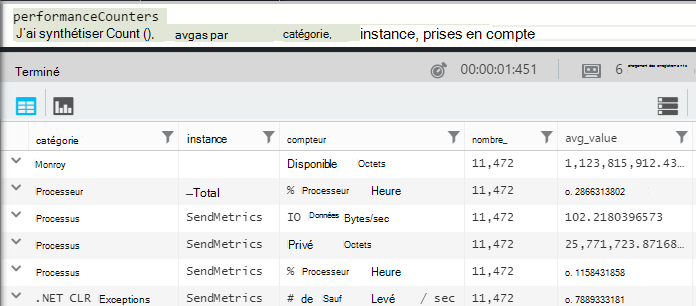 performanceCounters
J'ai synthétiser Count (), avgas par catégorie, instance, prises en compte
Terminé 00:00:01:451 6
catégorie instance compteur nombre_ avg_value
Monroy Disponible Octets 11,472 1,123,815,912.43...
Processeur _Total % Processeur Heure 11,472 o. 2866313802
Processus SendMetrics IO Données Bytes/sec 11,472 102.2180396573
Processus SendMetrics Privé Octets 11,472 25,771,723.87168...
Processus SendMetrics % Processeur Heure 11,472 o. 1158431858
.NET CLR Exceptions SendMetrics # de Sauf Levé / sec 11,472 o. 7889333181